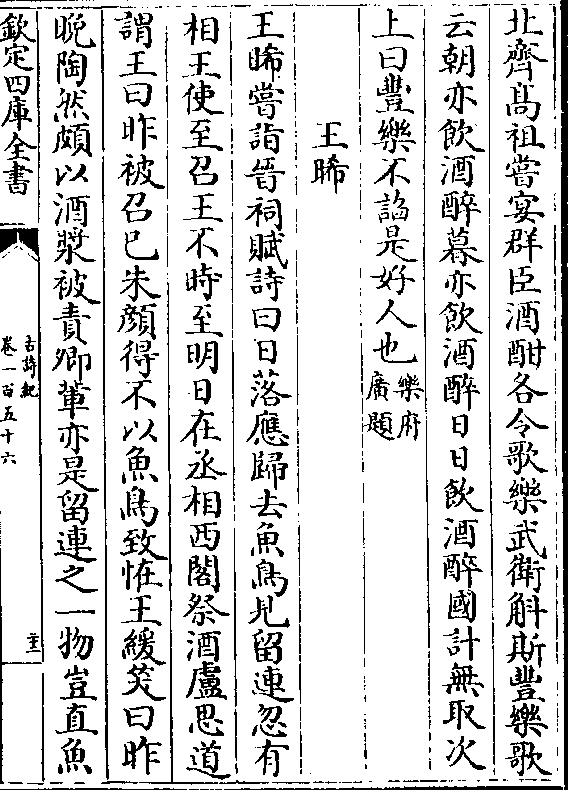 北齊髙祖嘗宴群臣酒酣各令歌樂武衛斛斯豐樂歌
云朝亦飲酒醉暮亦飲酒醉日日飲酒醉國計無取次
上曰豐樂不諂是好人也樂府廣題
王晞
王晞嘗詣晉祠賦詩曰日落應歸去魚鳥見留連忽有
相王使至召王不時至明日在丞相西閣祭酒盧思道
謂王曰昨被召已朱顔得不以魚鳥致恠王緩笑曰昨
晚陶然頗以酒漿被責卿軰亦是留連之一物豈直魚
欽定四庫全書
古詩紀
卷一百五十六